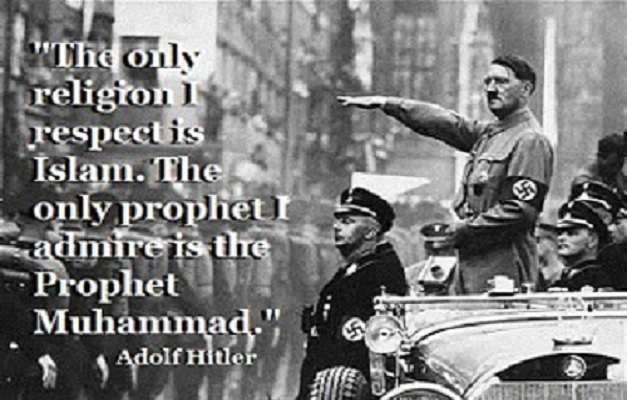 "The only
religion I
respect is
Islam. The
only prophet I
admire is the
Prophet
Muhammad."
Adolf Hitler